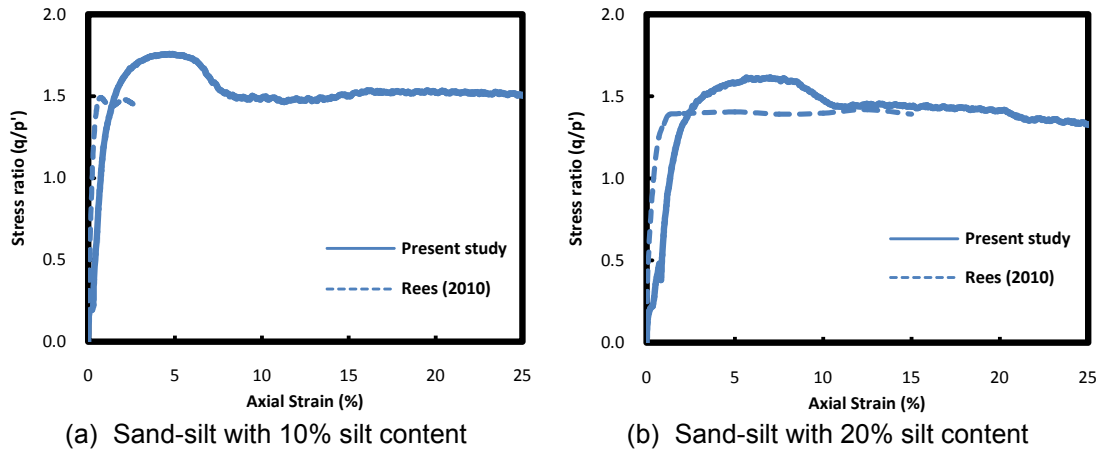 2.0
1.5
1.0
0.5
0.0
Stress ratio (q/p')
0 5 10 15 20 25
Axial Strain (%)
Present study
Rees (2010)
(a) Sand-silt with 10% silt content
2.0
1.5
1.0
0.5
0.0
Stress ratio (q/p')
0 5 10 15 20 25
Axial Strain (%)
Present study
Rees (2010)
(b) Sand-silt with 20% silt content